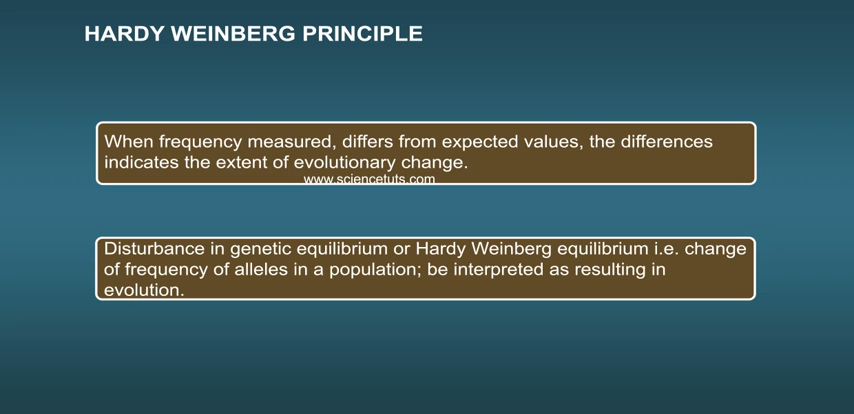 HARDY WEINBERG PRINCIPLE
When frequency measured, differs from expected values, the differences
indicates the extent of evolutionary change.
www.sciencetuts.com
Disturbance in genetic equilibrium or Hardy Weinberg equilibrium i.e. change
of frequency of alleles in a population; be interpreted as resulting in
evolution.